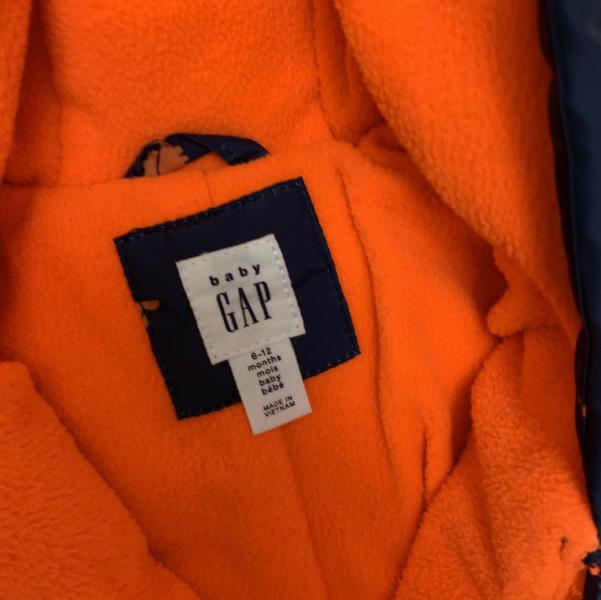 baby
GAP
6-12
months
mois
baby
bébé
MADE IN
VIETNAM